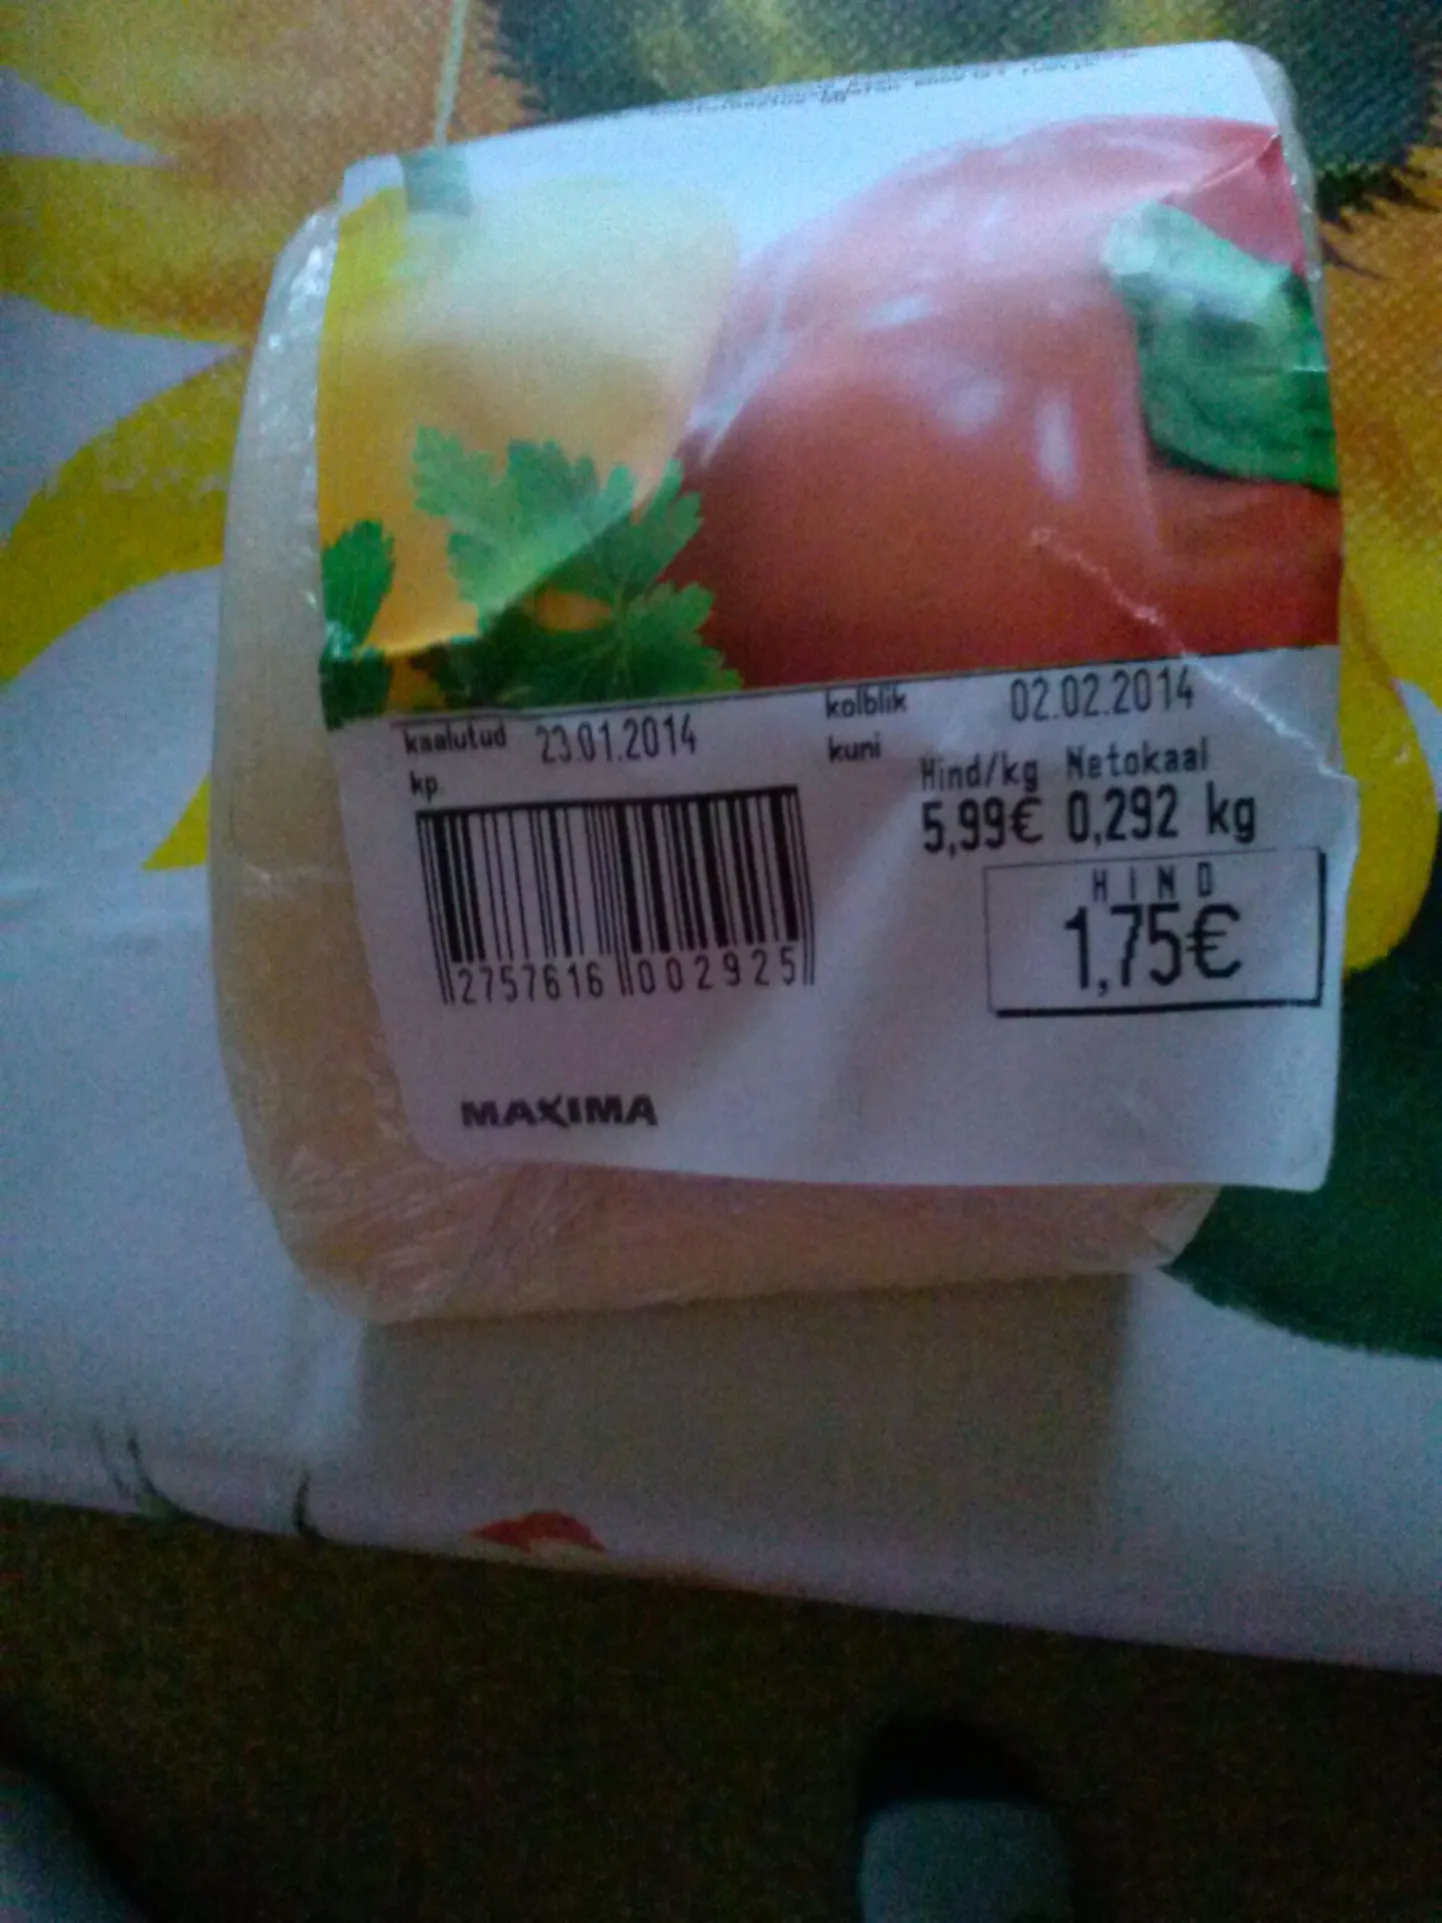 kaalutud 23.01.2014
kp.
kolblik 02.02.2014
kuni
Hind/kg Netokaal
5,99€ 0,292 kg
HIND
1,75€
2757616 002925
MAXIMA